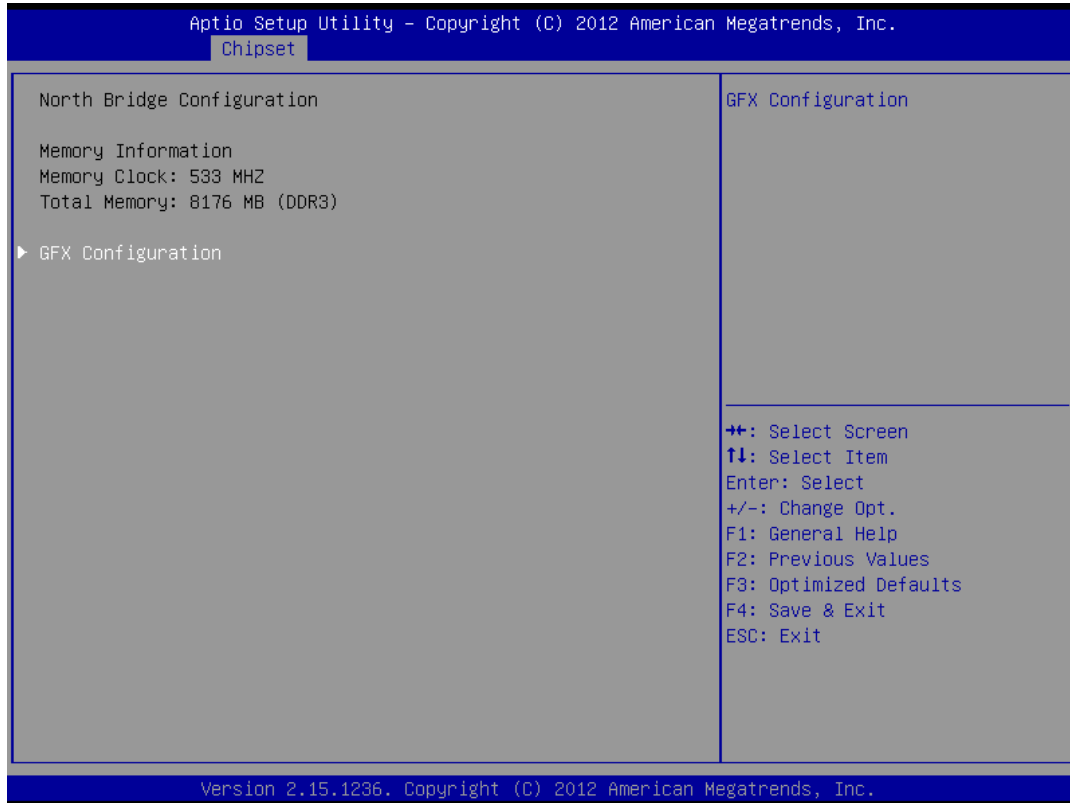 Aptio Setup Utility – Copyright (C) 2012 American Megatrends, Inc.
Chipset
North Bridge Configuration
Memory Information
Memory Clock: 533 MHZ
Total Memory: 8176 MB (DDR3)
▶ GFX Configuration
GFX Configuration
→←: Select Screen
↑↓: Select Item
Enter: Select
+/-: Change Opt.
F1: General Help
F2: Previous Values
F3: Optimized Defaults
F4: Save & Exit
ESC: Exit
Version 2.15.1236. Copyright (C) 2012 American Megatrends, Inc.